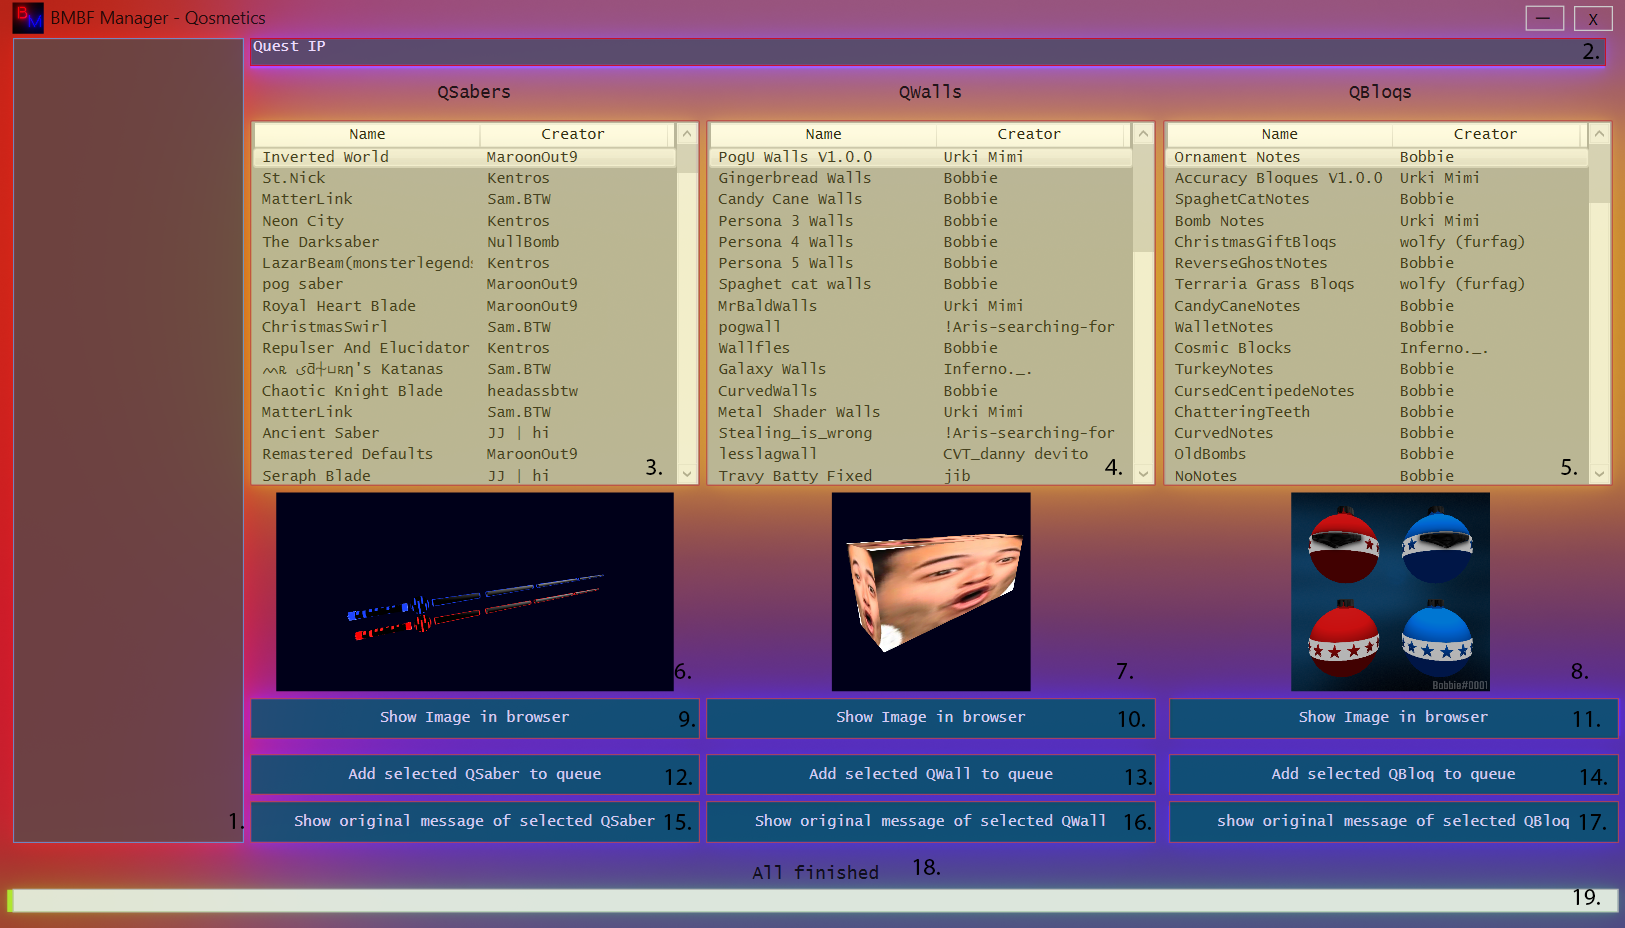 BM BMBF Manager - Qosmetics — X
Quest IP 2.
QSabers QWalls QBloqs
Name Creator Name Creator Name Creator
Inverted World MaroonOut9 PogU Walls V1.0.0 Urki Mimi Ornament Notes Bobbie
St.Nick Kentros Gingerbread Walls Bobbie Accuracy Bloques V1.0.0 Urki Mimi
MatterLink Sam.BTW Candy Cane Walls Bobbie SpaghetCatNotes Bobbie
Neon City Kentros Persona 3 Walls Bobbie Bomb Notes Urki Mimi
The Darksaber NullBomb Persona 4 Walls Bobbie ChristmasGiftBloqs wolfy (furfag)
LazarBeam(monsterlegends Kentros Persona 5 Walls Bobbie ReverseGhostNotes Bobbie
pog saber MaroonOut9 Spaghet cat walls Bobbie Terraria Grass Bloqs wolfy (furfag)
Royal Heart Blade MaroonOut9 MrBaldWalls Urki Mimi CandyCaneNotes Bobbie
ChristmasSwirl Sam.BTW pogwall !Aris-searching-for WalletNotes Bobbie
Repulser And Elucidator Kentros Wallfles Bobbie Cosmic Blocks Inferno._.
's Katanas Sam.BTW Galaxy Walls Inferno._. TurkeyNotes Bobbie
Chaotic Knight Blade headassbtw CurvedWalls Bobbie CursedCentipedeNotes Bobbie
MatterLink Sam.BTW Metal Shader Walls Urki Mimi ChatteringTeeth Bobbie
Ancient Saber JJ | hi Stealing_is_wrong !Aris-searching-for CurvedNotes Bobbie
Remastered Defaults MaroonOut9 lesslagwall CVT_danny devito OldBombs Bobbie
3. 4. 5.
Seraph Blade JJ | hi Travy Batty Fixed jib NoNotes Bobbie
6. 7. 8.
Bobbie#0001
Show Image in browser 9. Show Image in browser 10. Show Image in browser 11.
Add selected QSaber to queue 12. Add selected QWall to queue 13. Add selected QBloq to queue 14.
1. Show original message of selected QSaber 15. Show original message of selected QWall 16. show original message of selected QBloq 17.
All finished 18.
19.